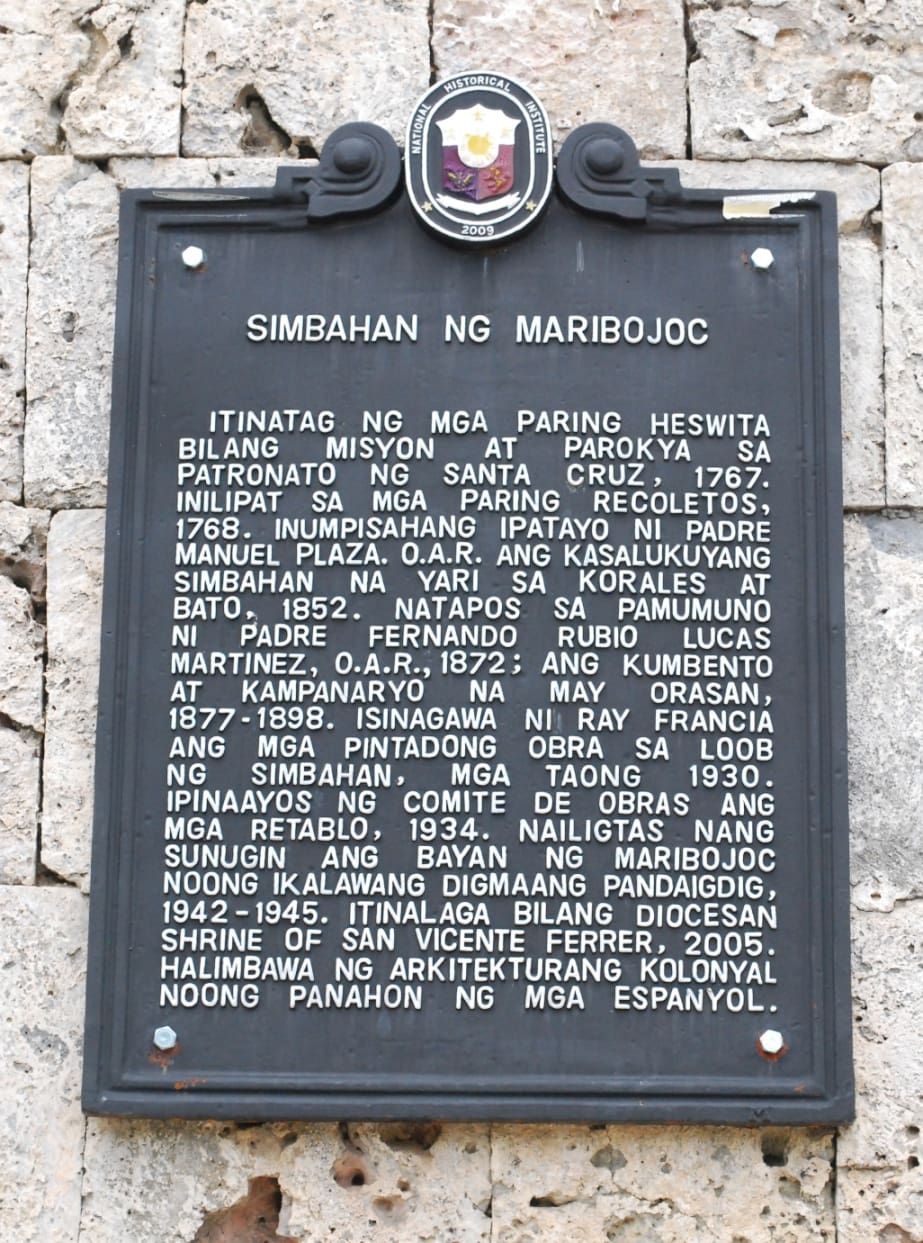 NATIONAL HISTORICAL INSTITUTE
2009
SIMBAHAN NG MARIBOJOC
ITINATAG NG MGA PARING HESWITA
BILANG MISYON AT PAROKYA SA
PATRONATO NG SANTA CRUZ, 1767.
INILIPAT SA MGA PARING RECOLETOS,
1768. INUMPISAHANG IPATAYO NI PADRE
MANUEL PLAZA. O.A.R. ANG KASALUKUYANG
SIMBAHAN NA YARI SA KORALES AT
BATO, 1852. NATAPOS SA PAMUMUNO
NI PADRE FERNANDO RUBIO LUCAS
MARTINEZ, O.A.R., 1872; ANG KUMBENTO
AT KAMPANARYO NA MAY ORASAN,
1877-1898. ISINAGAWA NI RAY FRANCIA
ANG MGA PINTADONG OBRA SA LOOB
NG SIMBAHAN, MGA TAONG 1930.
IPINAAYOS NG COMITE DE OBRAS ANG
MGA RETABLO, 1934. NAILIGTAS NANG
SUNUGIN ANG BAYAN NG MARIBOJOC
NOONG IKALAWANG DIGMAANG PANDAIGDIG,
1942-1945. ITINALAGA BILANG DIOCESAN
SHRINE OF SAN VICENTE FERRER, 2005.
HALIMBAWA NG ARKITEKTURANG KOLONYAL
NOONG PANAHON NG MGA ESPANYOL.